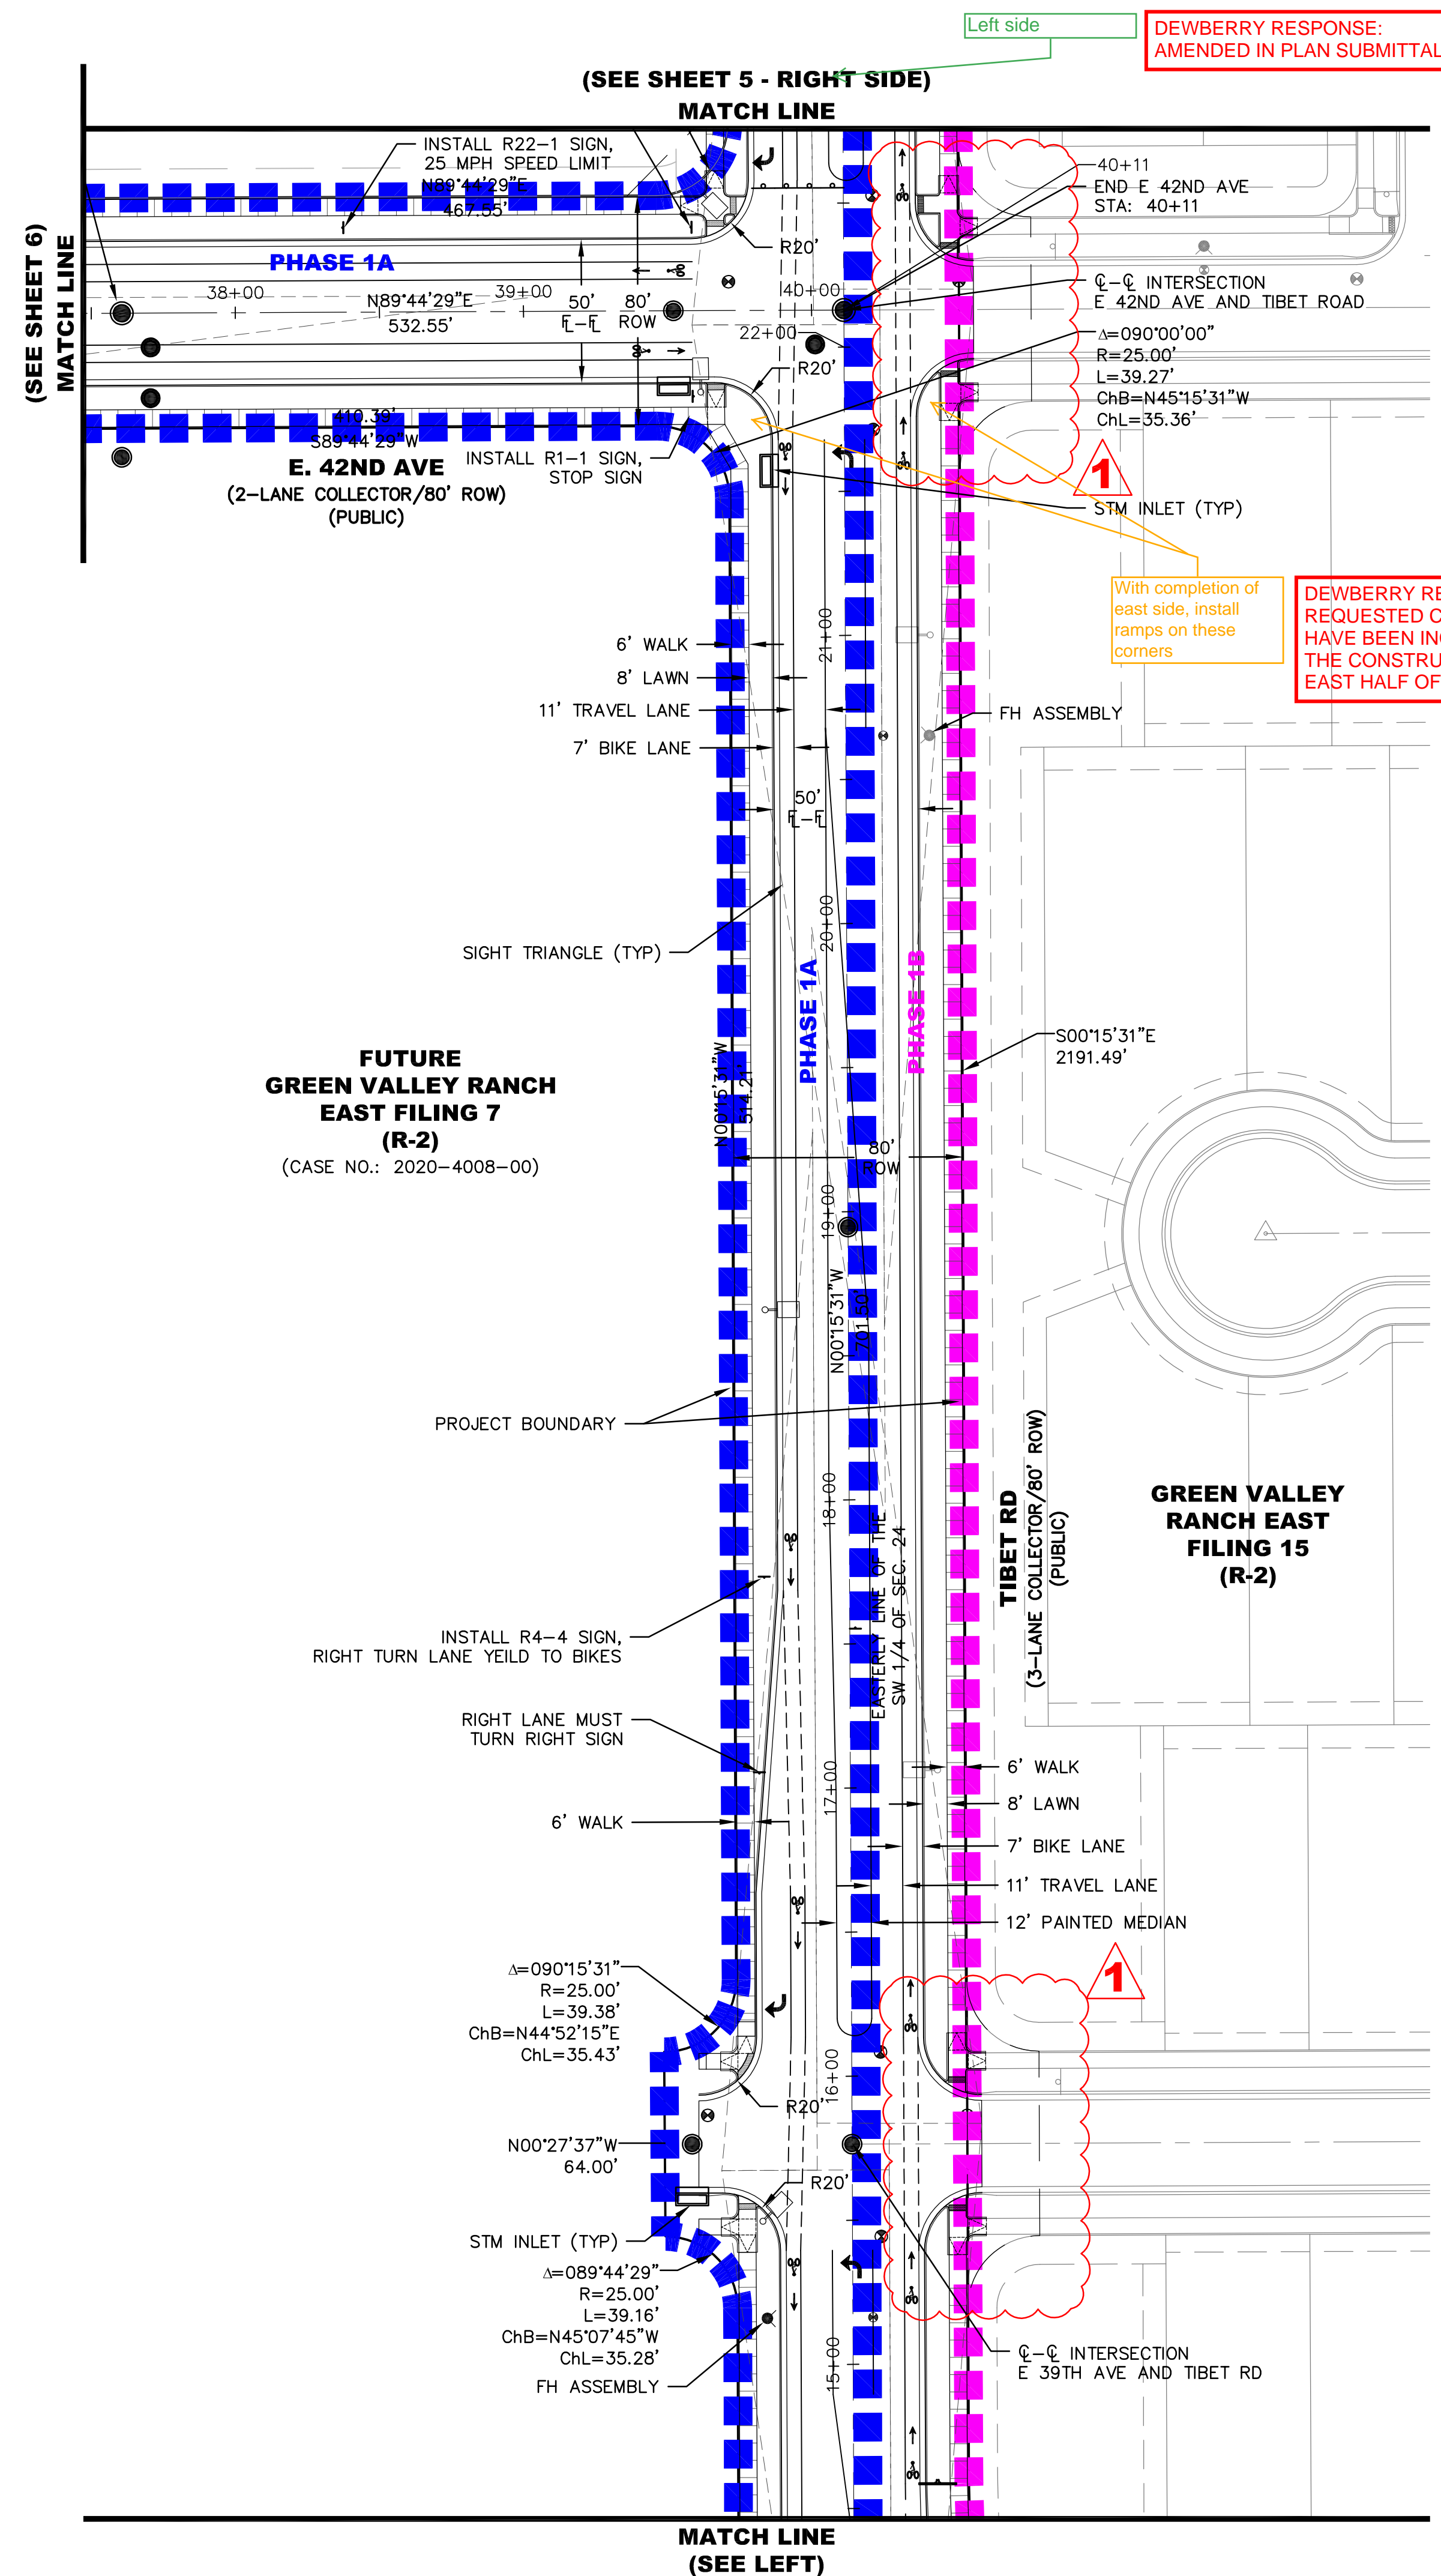 Left side
DEWBERRY RESPONSE:
AMENDED IN PLAN SUBMITTAL
(SEE SHEET 5 - RIGHT SIDE)
MATCH LINE
(SEE SHEET 6)
MATCH LINE
INSTALL R22-1 SIGN,
25 MPH SPEED LIMIT
N89°44'29"E
467.55'
PHASE 1A
38+00
N89°44'29"E
532.55'
39+00
50'
FL-FL
80'
ROW
40+00
22+00
R20'
R20'
40+11
END E 42ND AVE
STA: 40+11
CL-CL INTERSECTION
E 42ND AVE AND TIBET ROAD
Δ=090°00'00"
R=25.00'
L=39.27'
ChB=N45°15'31"W
ChL=35.36'
1
STM INLET (TYP)
410.39'
S89°44'29"W
E. 42ND AVE
(2-LANE COLLECTOR/80' ROW)
(PUBLIC)
INSTALL R1-1 SIGN,
STOP SIGN
With completion of
east side, install
ramps on these
corners
DEWBERRY RE
REQUESTED C
HAVE BEEN INC
THE CONSTRU
EAST HALF OF
6' WALK
8' LAWN
11' TRAVEL LANE
7' BIKE LANE
21+00
FH ASSEMBLY
50'
FL-FL
SIGHT TRIANGLE (TYP)
20+00
PHASE 1A
PHASE 1B
S00°15'31"E
2191.49'
FUTURE
GREEN VALLEY RANCH
EAST FILING 7
(R-2)
(CASE NO.: 2020-4008-00)
N00°15'31"W
514.21'
80'
ROW
19+00
N00°15'31"W
701.50'
PROJECT BOUNDARY
18+00
EASTERLY LINE OF THE
SW 1/4 OF SEC. 24
TIBET RD
(3-LANE COLLECTOR/80' ROW)
(PUBLIC)
GREEN VALLEY
RANCH EAST
FILING 15
(R-2)
INSTALL R4-4 SIGN,
RIGHT TURN LANE YEILD TO BIKES
RIGHT LANE MUST
TURN RIGHT SIGN
17+00
6' WALK
6' WALK
8' LAWN
7' BIKE LANE
11' TRAVEL LANE
12' PAINTED MEDIAN
1
Δ=090°15'31"
R=25.00'
L=39.38'
ChB=N44°52'15"E
ChL=35.43'
16+00
R20'
N00°27'37"W
64.00'
R20'
STM INLET (TYP)
Δ=089°44'29"
R=25.00'
L=39.16'
ChB=N45°07'45"W
ChL=35.28'
FH ASSEMBLY
15+00
CL-CL INTERSECTION
E 39TH AVE AND TIBET RD
MATCH LINE
(SEE LEFT)